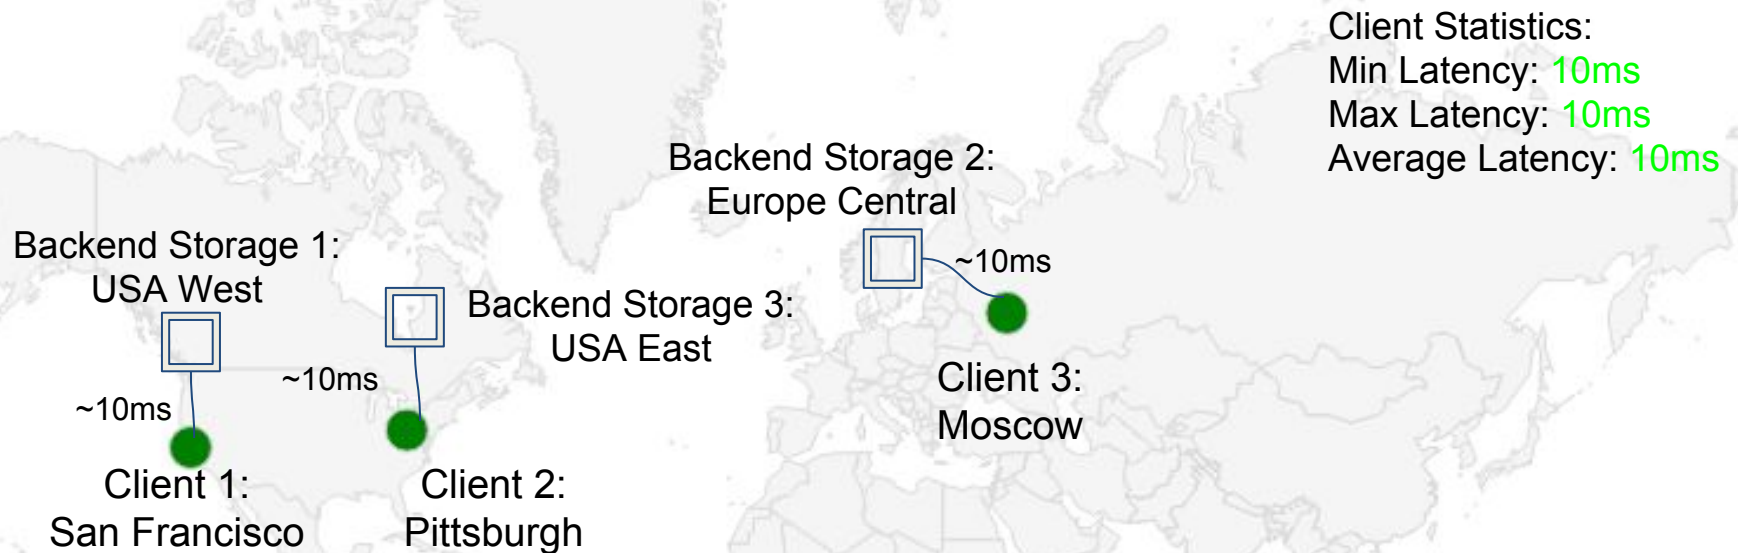 Client Statistics:
Min Latency: 10ms
Max Latency: 10ms
Average Latency: 10ms
Backend Storage 2:
Europe Central
~10ms
Backend Storage 1:
USA West
Backend Storage 3:
USA East
~10ms
~10ms
Client 3:
Moscow
Client 1:
San Francisco
Client 2:
Pittsburgh